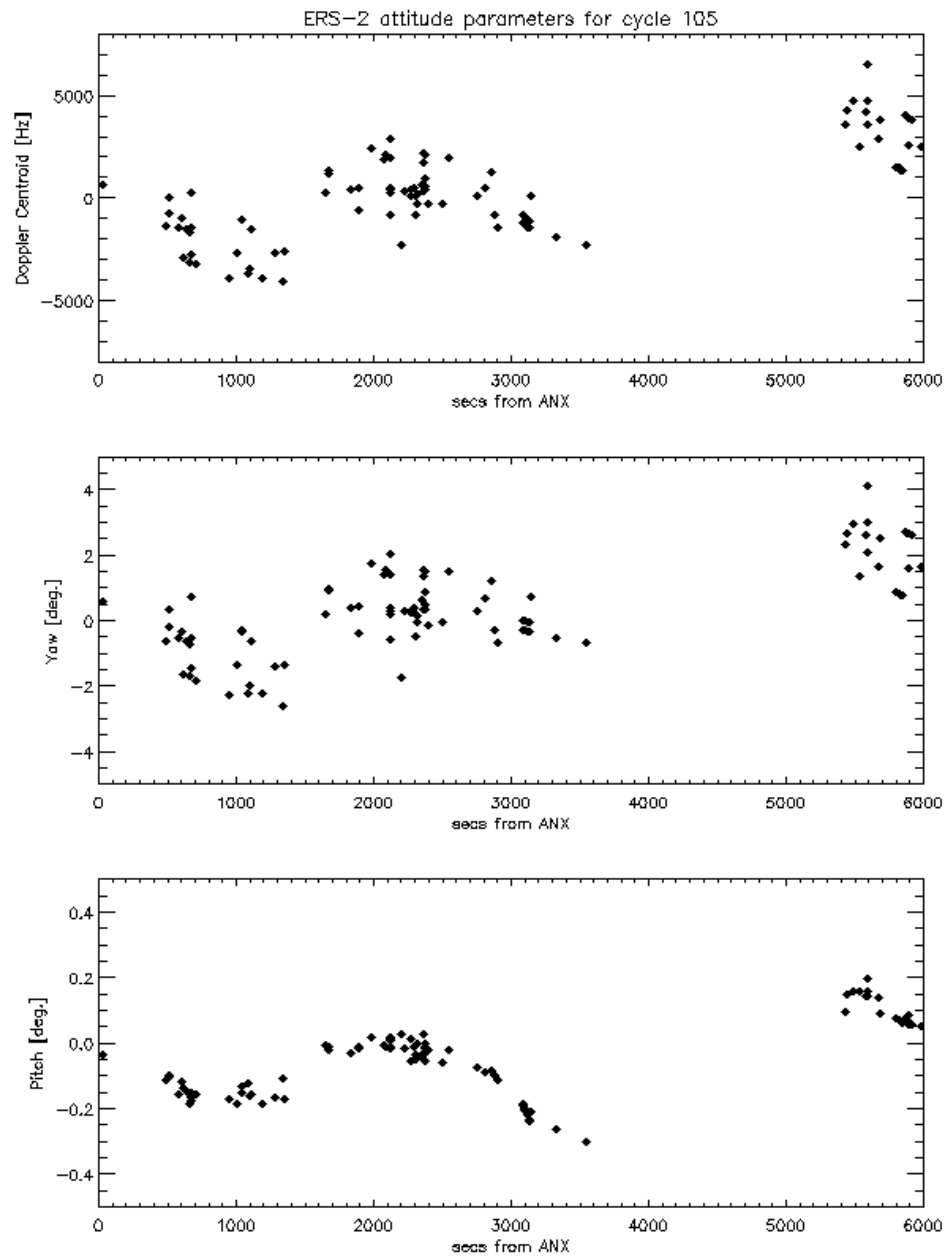 ERS-2 attitude parameters for cycle 105
Doppler Centroid [Hz]
5000
0
-5000
0 1000 2000 3000 4000 5000 6000
secs from ANX
Yaw [deg.]
4
2
0
-2
-4
0 1000 2000 3000 4000 5000 6000
secs from ANX
Pitch [deg.]
0.4
0.2
0.0
-0.2
-0.4
0 1000 2000 3000 4000 5000 6000
secs from ANX